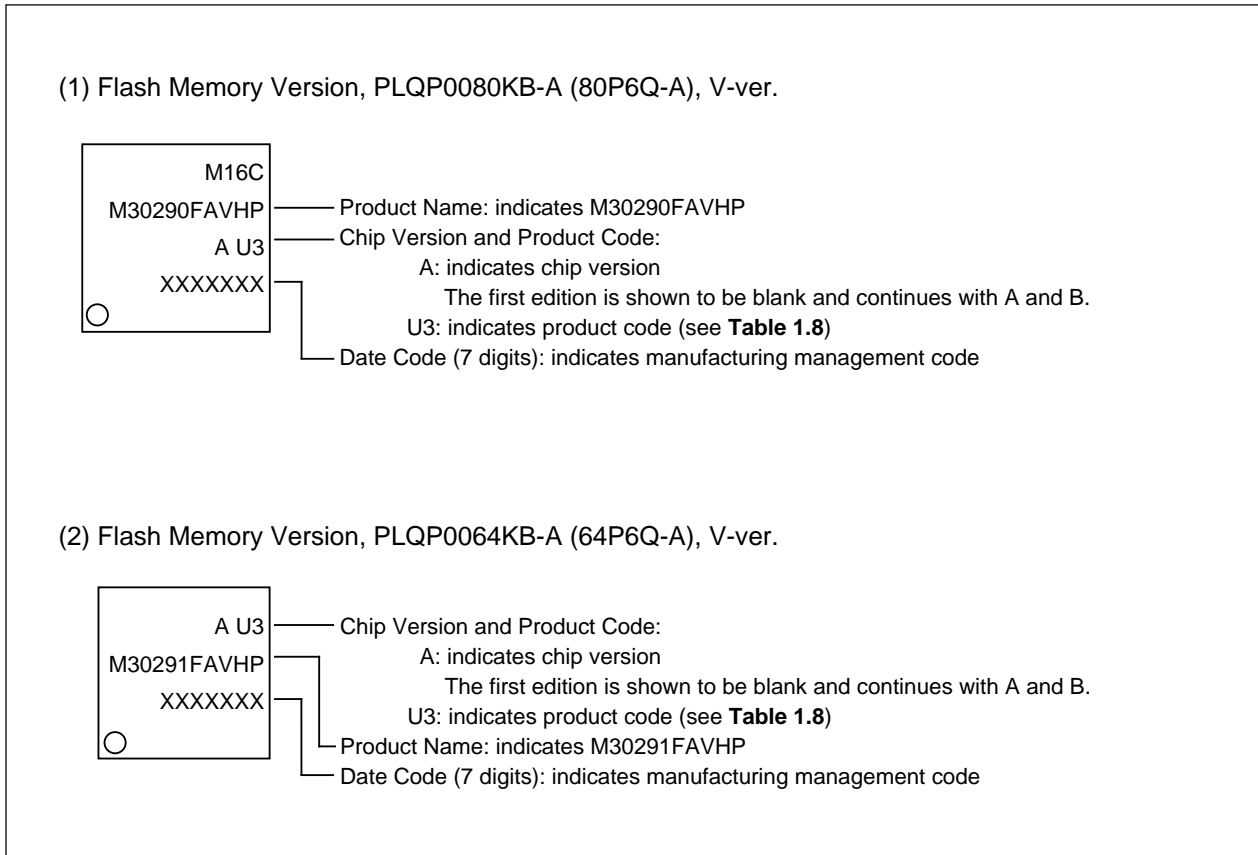 (1) Flash Memory Version, PLQP0080KB-A (80P6Q-A), V-ver.
M16C
M30290FAVHP
A U3
XXXXXXX
Product Name: indicates M30290FAVHP
Chip Version and Product Code:
A: indicates chip version
The first edition is shown to be blank and continues with A and B.
U3: indicates product code (see Table 1.8)
Date Code (7 digits): indicates manufacturing management code
(2) Flash Memory Version, PLQP0064KB-A (64P6Q-A), V-ver.
A U3
M30291FAVHP
XXXXXXX
Chip Version and Product Code:
A: indicates chip version
The first edition is shown to be blank and continues with A and B.
U3: indicates product code (see Table 1.8)
Product Name: indicates M30291FAVHP
Date Code (7 digits): indicates manufacturing management code